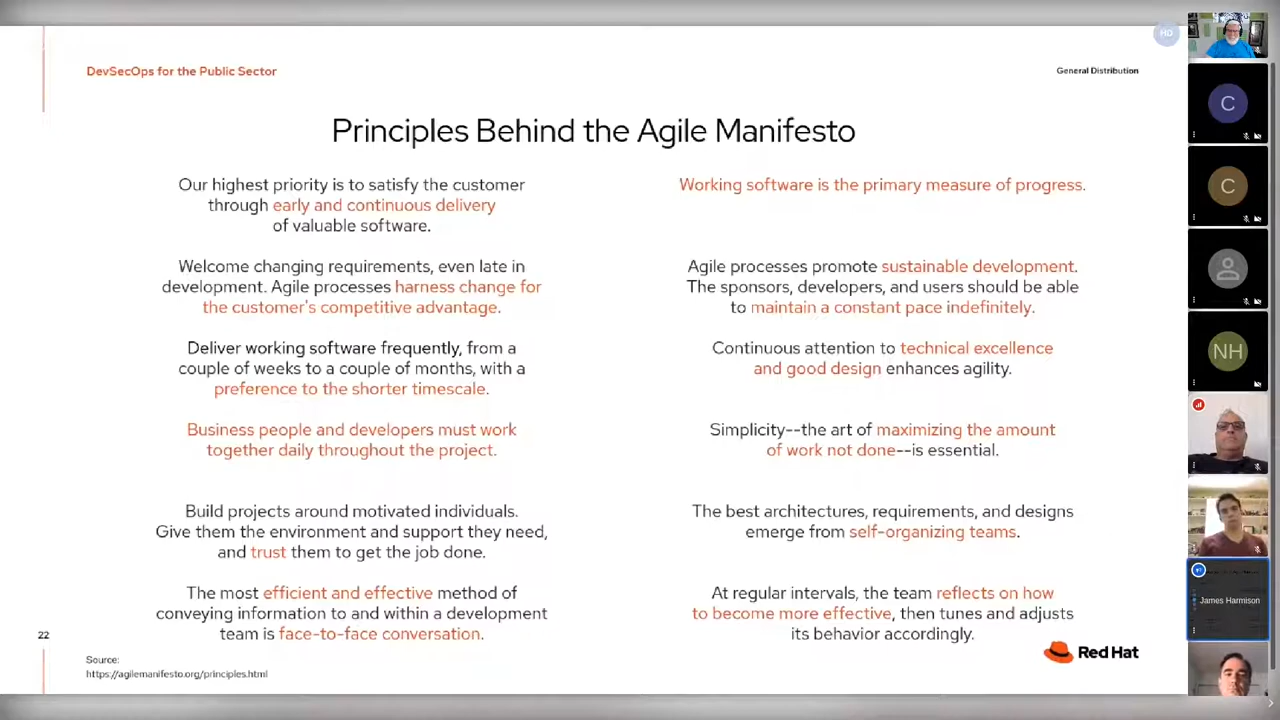 HD
DevSecOps for the Public Sector
General Distribution
Principles Behind the Agile Manifesto
Our highest priority is to satisfy the customer
through early and continuous delivery
of valuable software.
Welcome changing requirements, even late in
development. Agile processes harness change for
the customer's competitive advantage.
Deliver working software frequently, from a
couple of weeks to a couple of months, with a
preference to the shorter timescale.
Business people and developers must work
together daily throughout the project.
Build projects around motivated individuals.
Give them the environment and support they need,
and trust them to get the job done.
The most efficient and effective method of
conveying information to and within a development
team is face-to-face conversation.
Working software is the primary measure of progress.
Agile processes promote sustainable development.
The sponsors, developers, and users should be able
to maintain a constant pace indefinitely.
Continuous attention to technical excellence
and good design enhances agility.
Simplicity--the art of maximizing the amount
of work not done--is essential.
The best architectures, requirements, and designs
emerge from self-organizing teams.
At regular intervals, the team reflects on how
to become more effective, then tunes and adjusts
its behavior accordingly.
22
Source:
https://agilemanifesto.org/principles.html
Red Hat
C
C
NH
James Harmison